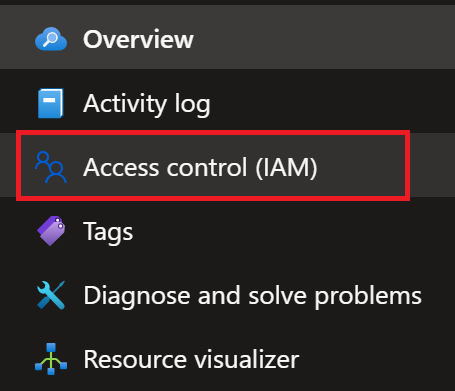 Overview
Activity log
Access control (IAM)
Tags
Diagnose and solve problems
Resource visualizer